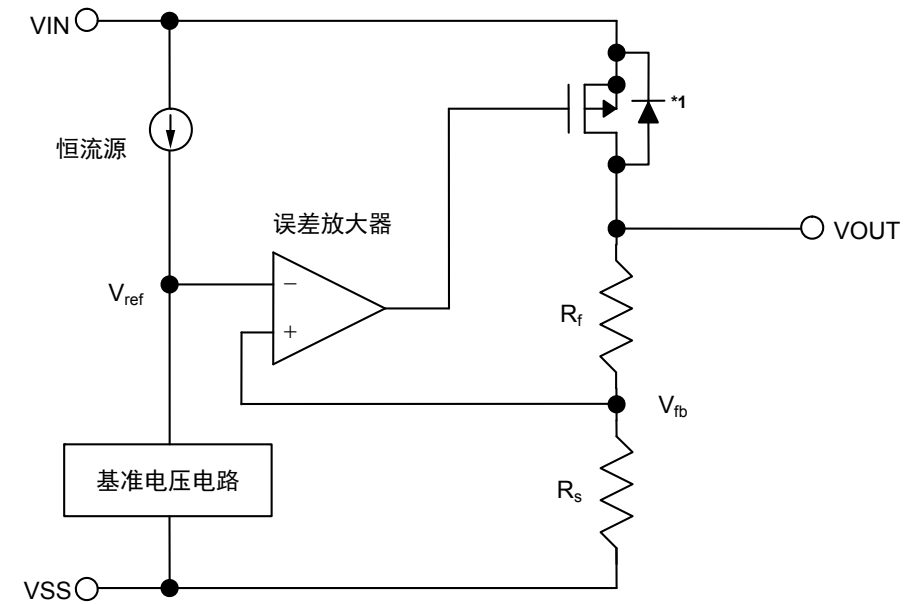 VIN
*1
恒流源
误差放大器
VOUT
Vref
−
+
Rf
Vfb
基准电压电路
Rs
VSS